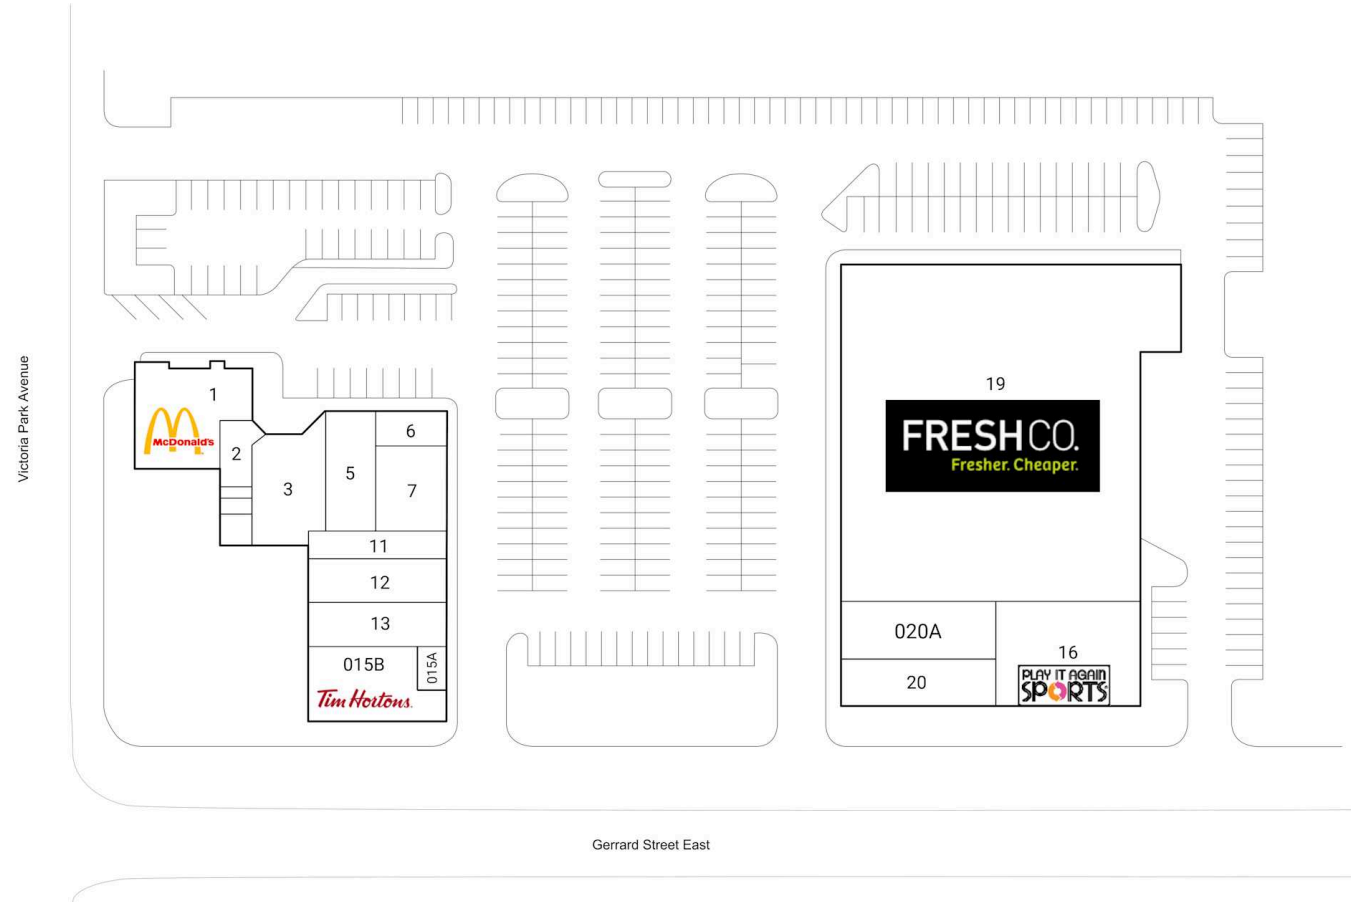 Victoria Park Avenue
1
McDonald's
2
3
5
6
7
11
12
13
015B
015A
Tim Hortons.
19
FRESHCO.
Fresher. Cheaper.
020A
20
16
PLAY IT AGAIN
SPORTS
Gerrard Street East